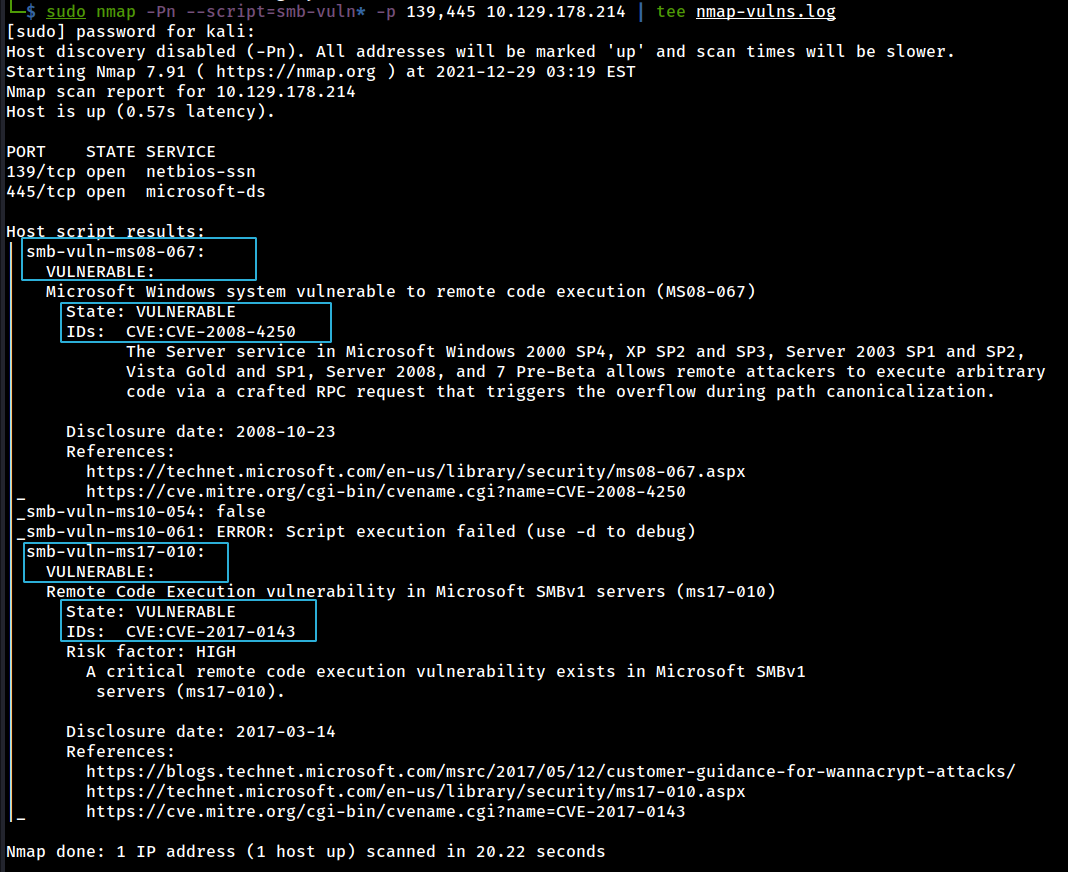 └─$ sudo nmap -Pn --script=smb-vuln* -p 139,445 10.129.178.214 | tee nmap-vulns.log
[sudo] password for kali:
Host discovery disabled (-Pn). All addresses will be marked 'up' and scan times will be slower.
Starting Nmap 7.91 ( https://nmap.org ) at 2021-12-29 03:19 EST
Nmap scan report for 10.129.178.214
Host is up (0.57s latency).

PORT    STATE SERVICE
139/tcp open  netbios-ssn
445/tcp open  microsoft-ds

Host script results:
| smb-vuln-ms08-067:
|   VULNERABLE:
|   Microsoft Windows system vulnerable to remote code execution (MS08-067)
|     State: VULNERABLE
|     IDs:  CVE:CVE-2008-4250
|           The Server service in Microsoft Windows 2000 SP4, XP SP2 and SP3, Server 2003 SP1 and SP2,
|           Vista Gold and SP1, Server 2008, and 7 Pre-Beta allows remote attackers to execute arbitrary
|           code via a crafted RPC request that triggers the overflow during path canonicalization.
|
|     Disclosure date: 2008-10-23
|     References:
|       https://technet.microsoft.com/en-us/library/security/ms08-067.aspx
|_      https://cve.mitre.org/cgi-bin/cvename.cgi?name=CVE-2008-4250
|_smb-vuln-ms10-054: false
|_smb-vuln-ms10-061: ERROR: Script execution failed (use -d to debug)
| smb-vuln-ms17-010:
|   VULNERABLE:
|   Remote Code Execution vulnerability in Microsoft SMBv1 servers (ms17-010)
|     State: VULNERABLE
|     IDs:  CVE:CVE-2017-0143
|     Risk factor: HIGH
|       A critical remote code execution vulnerability exists in Microsoft SMBv1
|        servers (ms17-010).
|
|     Disclosure date: 2017-03-14
|     References:
|       https://blogs.technet.microsoft.com/msrc/2017/05/12/customer-guidance-for-wannacrypt-attacks/
|       https://technet.microsoft.com/en-us/library/security/ms17-010.aspx
|_      https://cve.mitre.org/cgi-bin/cvename.cgi?name=CVE-2017-0143

Nmap done: 1 IP address (1 host up) scanned in 20.22 seconds